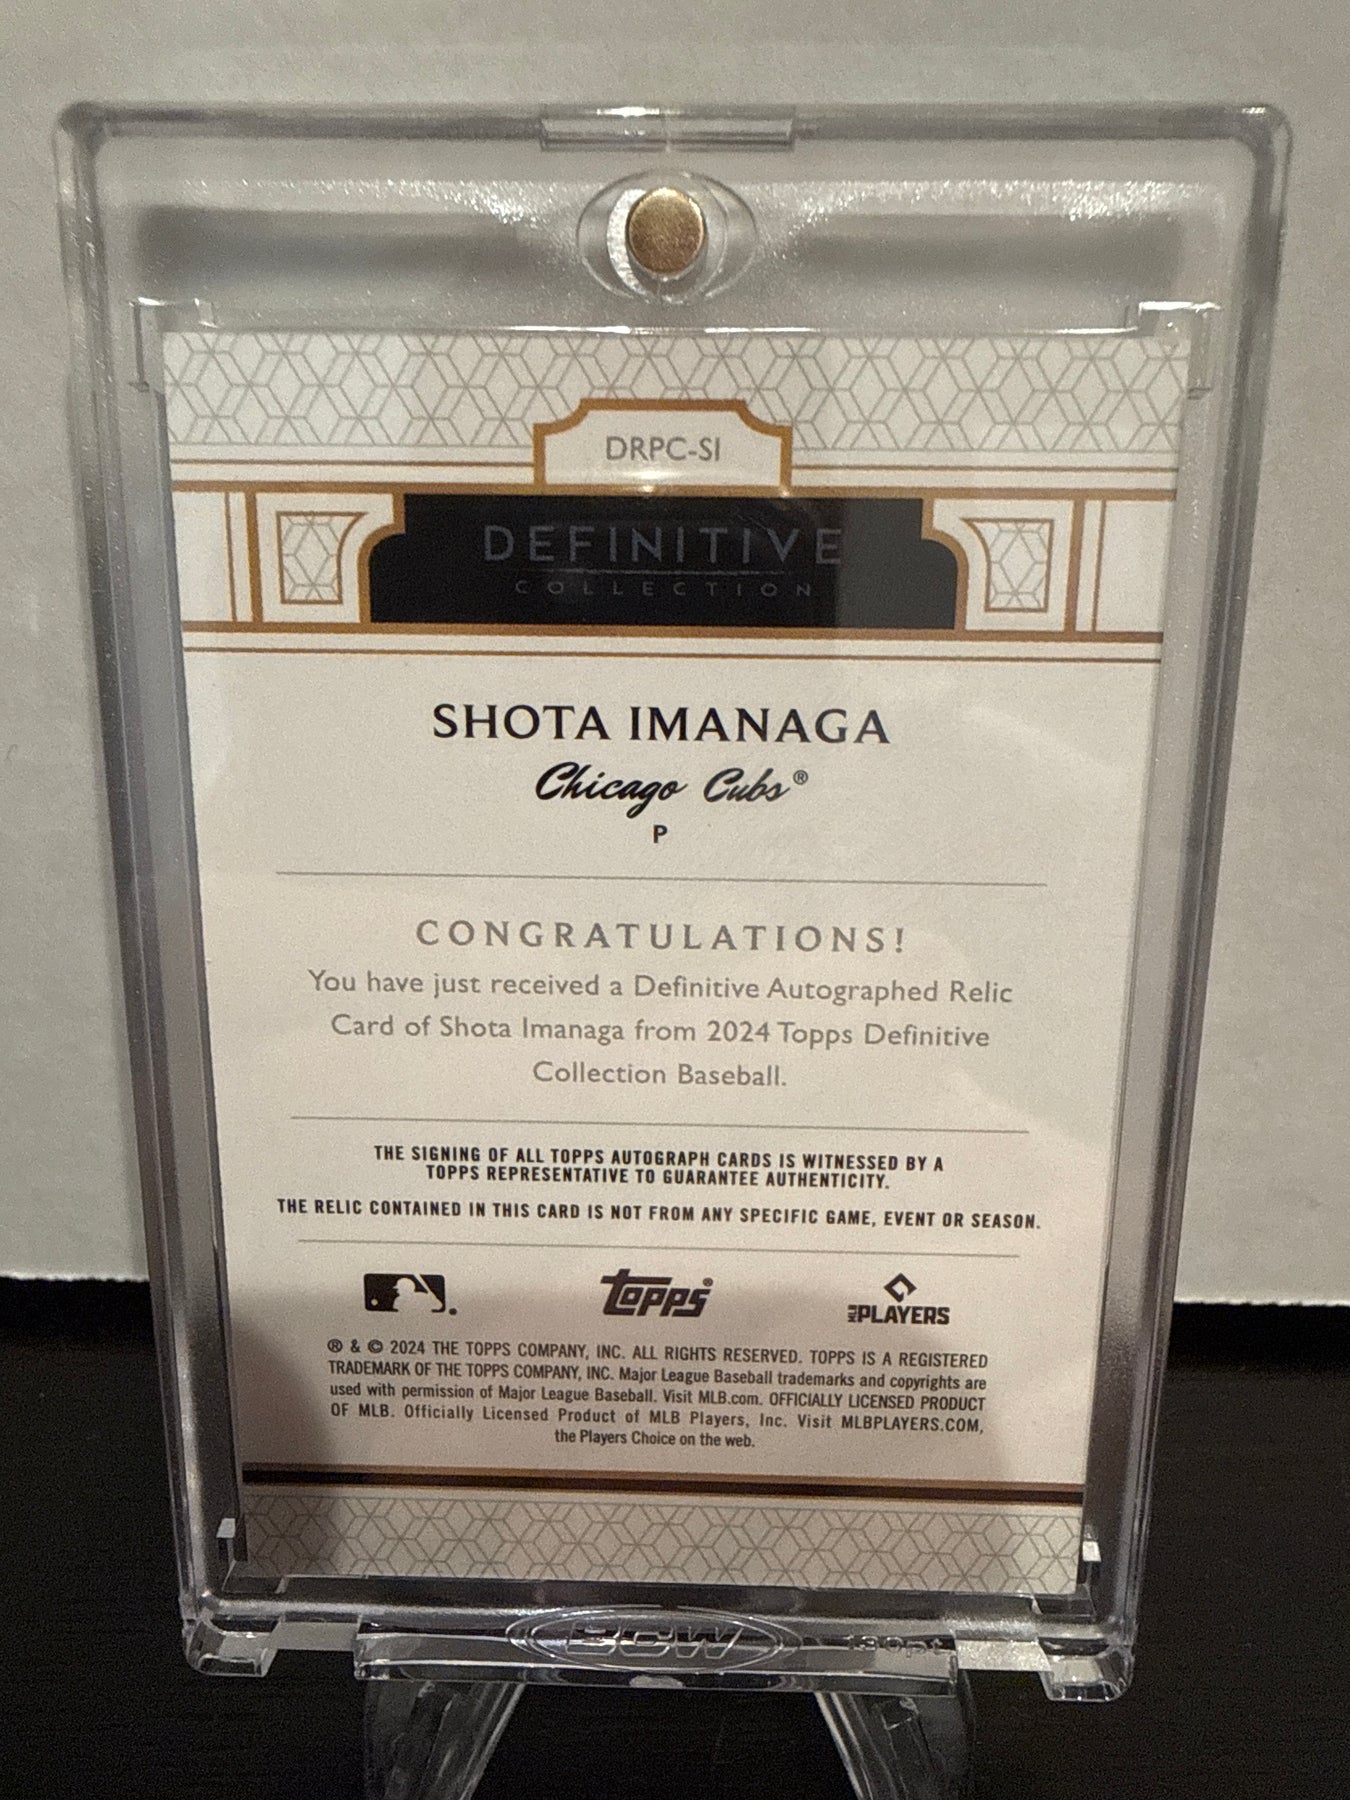 DRPC-SI
DEFINITIVE
COLLECTION
SHOTA IMANAGA
Chicago Cubs®
P
CONGRATULATIONS!
You have just received a Definitive Autographed Relic
Card of Shota Imanaga from 2024 Topps Definitive
Collection Baseball.
THE SIGNING OF ALL TOPPS AUTOGRAPH CARDS IS WITNESSED BY A
TOPPS REPRESENTATIVE TO GUARANTEE AUTHENTICITY.
THE RELIC CONTAINED IN THIS CARD IS NOT FROM ANY SPECIFIC GAME, EVENT OR SEASON.
Topps®
MLB PLAYERS
® & © 2024 THE TOPPS COMPANY, INC. ALL RIGHTS RESERVED. TOPPS IS A REGISTERED
TRADEMARK OF THE TOPPS COMPANY, INC. Major League Baseball trademarks and copyrights are
used with permission of Major League Baseball. Visit MLB.com. OFFICIALLY LICENSED PRODUCT
OF MLB. Officially Licensed Product of MLB Players, Inc. Visit MLBPLAYERS.COM,
the Players Choice on the web.
BCW 130pt